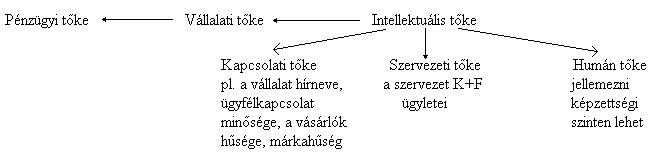 Pénzügyi tőke
Vállalati tőke
Intellektuális tőke
Kapcsolati tőke
pl. a vállalat hírneve,
ügyfélkapcsolat
minősége, a vásárlók
hűsége, márkahűség
Szervezeti tőke
a szervezet K+F
ügyletei
Humán tőke
jellemezni
képzettségi
szinten lehet